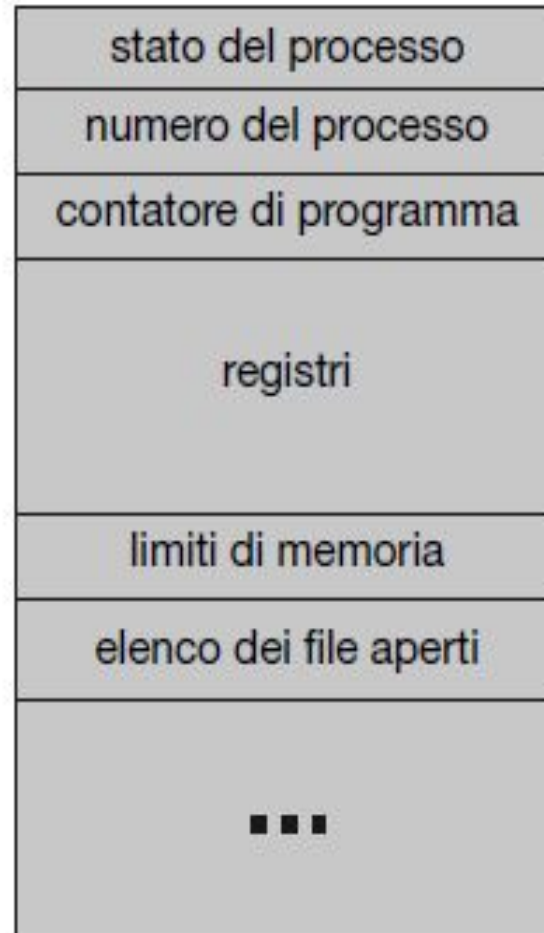 stato del processo
numero del processo
contatore di programma
registri
limiti di memoria
elenco dei file aperti
...